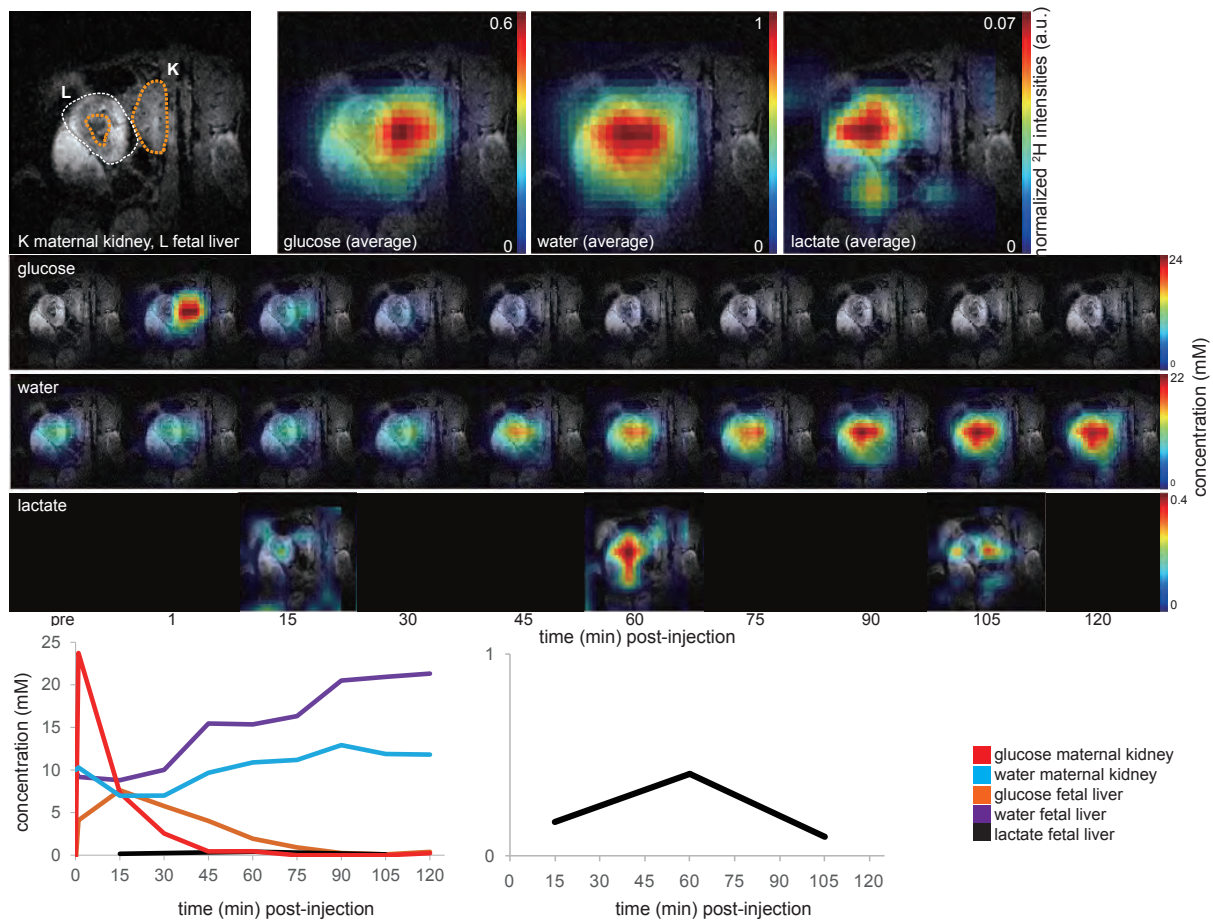 L
K
K maternal kidney, L fetal liver
0.6
glucose (average)
0
1
water (average)
0
0.07
lactate (average)
0
normalized ²H intensities (a.u.)
glucose
24
0
water
22
0
lactate
0.4
0
concentration (mM)
pre 1 15 30 45 60 75 90 105 120
time (min) post-injection
25
20
15
10
5
0
concentration (mM)
0 15 30 45 60 75 90 105 120
time (min) post-injection
1
0
0 15 30 45 60 75 90 105 120
time (min) post-injection
glucose maternal kidney
water maternal kidney
glucose fetal liver
water fetal liver
lactate fetal liver